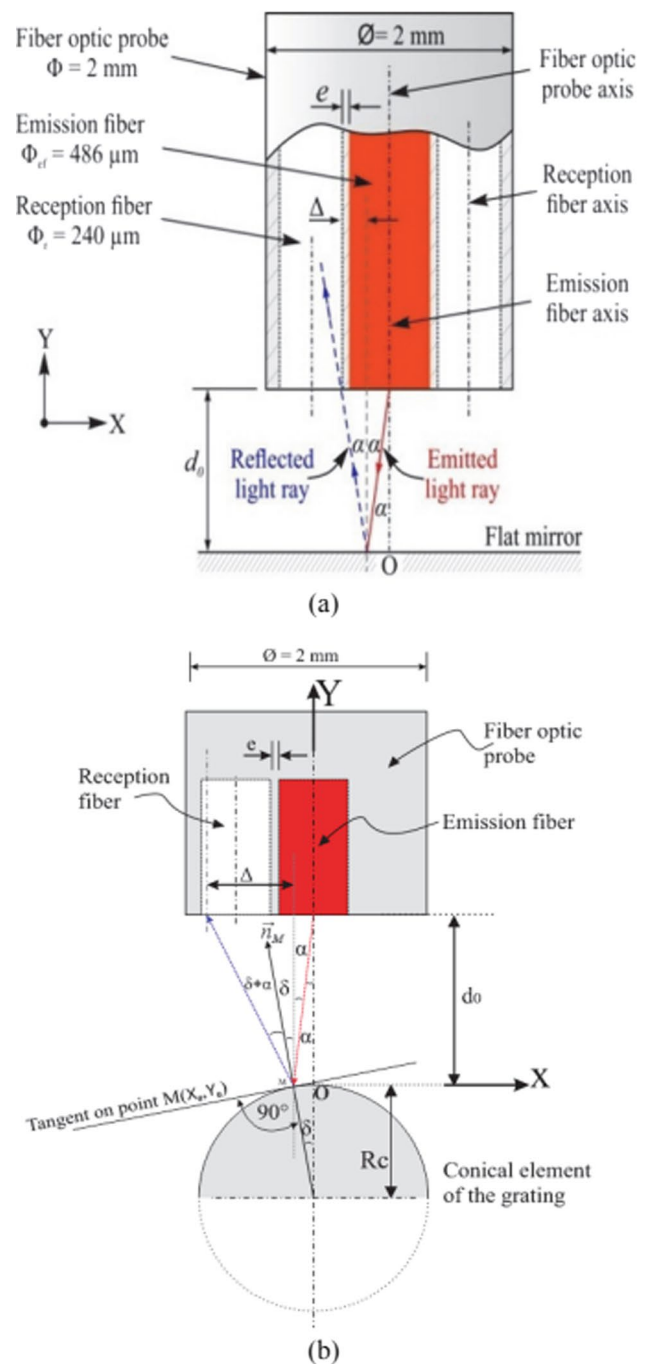 Fiber optic probe
Φ = 2 mm
Ø= 2 mm
Fiber optic
probe axis
e
Emission fiber
Φef = 486 µm
Reception fiber
Φr = 240 µm
Δ
Reception
fiber axis
Emission
fiber axis
Y
X
d0
Reflected
light ray
α
α
Emitted
light ray
α
Flat mirror
O
(a)
Ø = 2 mm
Y
Fiber optic
probe
e
Reception
fiber
Emission fiber
Δ
n⃗M
α
δ+α
δ
d0
α
M
O
X
Tangent on point M(
90°
δ
Rc
Conical element
of the grating
(b)